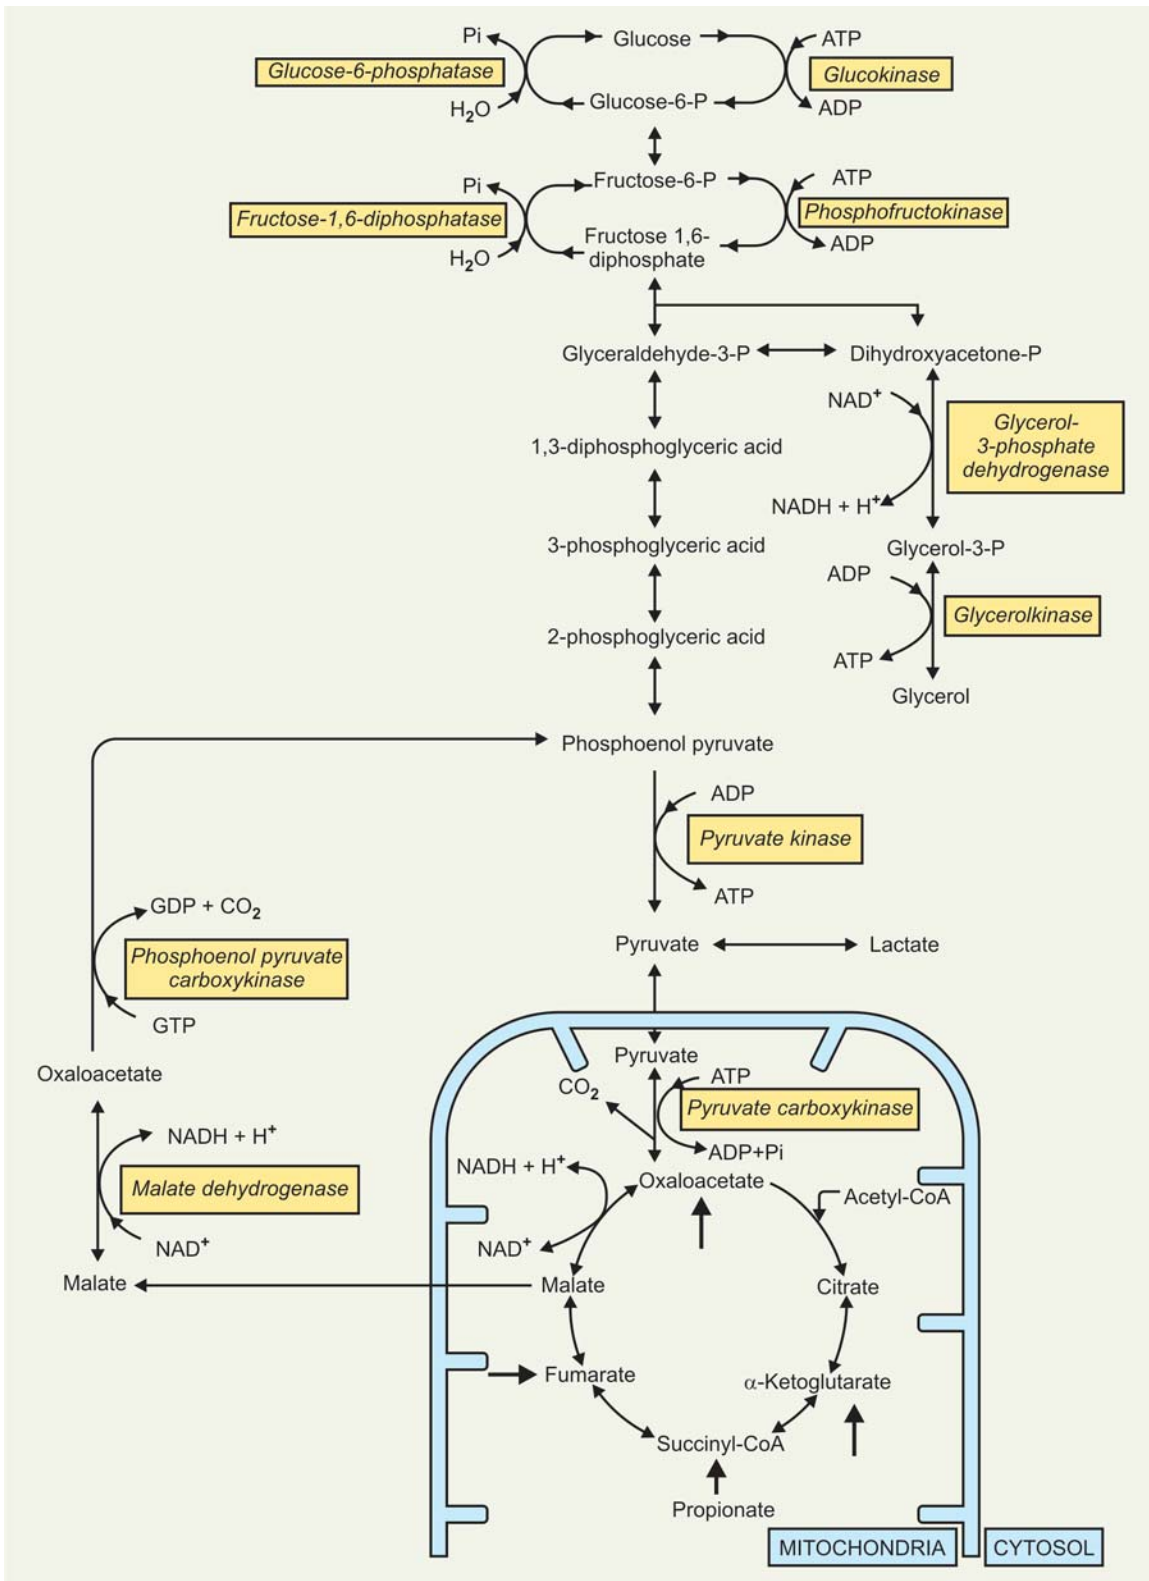 Pi
Glucose
ATP
Glucose-6-phosphatase
Glucokinase
H₂O
Glucose-6-P
ADP
Pi
Fructose-6-P
ATP
Fructose-1,6-diphosphatase
Phosphofructokinase
H₂O
Fructose 1,6-
diphosphate
ADP
Glyceraldehyde-3-P
Dihydroxyacetone-P
NAD⁺
Glycerol-
3-phosphate
dehydrogenase
1,3-diphosphoglyceric acid
NADH + H⁺
3-phosphoglyceric acid
Glycerol-3-P
ADP
Glycerolkinase
2-phosphoglyceric acid
ATP
Glycerol
Phosphoenol pyruvate
ADP
Pyruvate kinase
ATP
GDP + CO₂
Phosphoenol pyruvate
carboxykinase
GTP
Pyruvate
Lactate
Oxaloacetate
Pyruvate
CO₂
ATP
Pyruvate carboxykinase
ADP+Pi
NADH + H⁺
Malate dehydrogenase
NAD⁺
NADH + H⁺
Oxaloacetate
Acetyl-CoA
NAD⁺
Malate
Malate
Citrate
Fumarate
α-Ketoglutarate
Succinyl-CoA
Propionate
MITOCHONDRIA
CYTOSOL